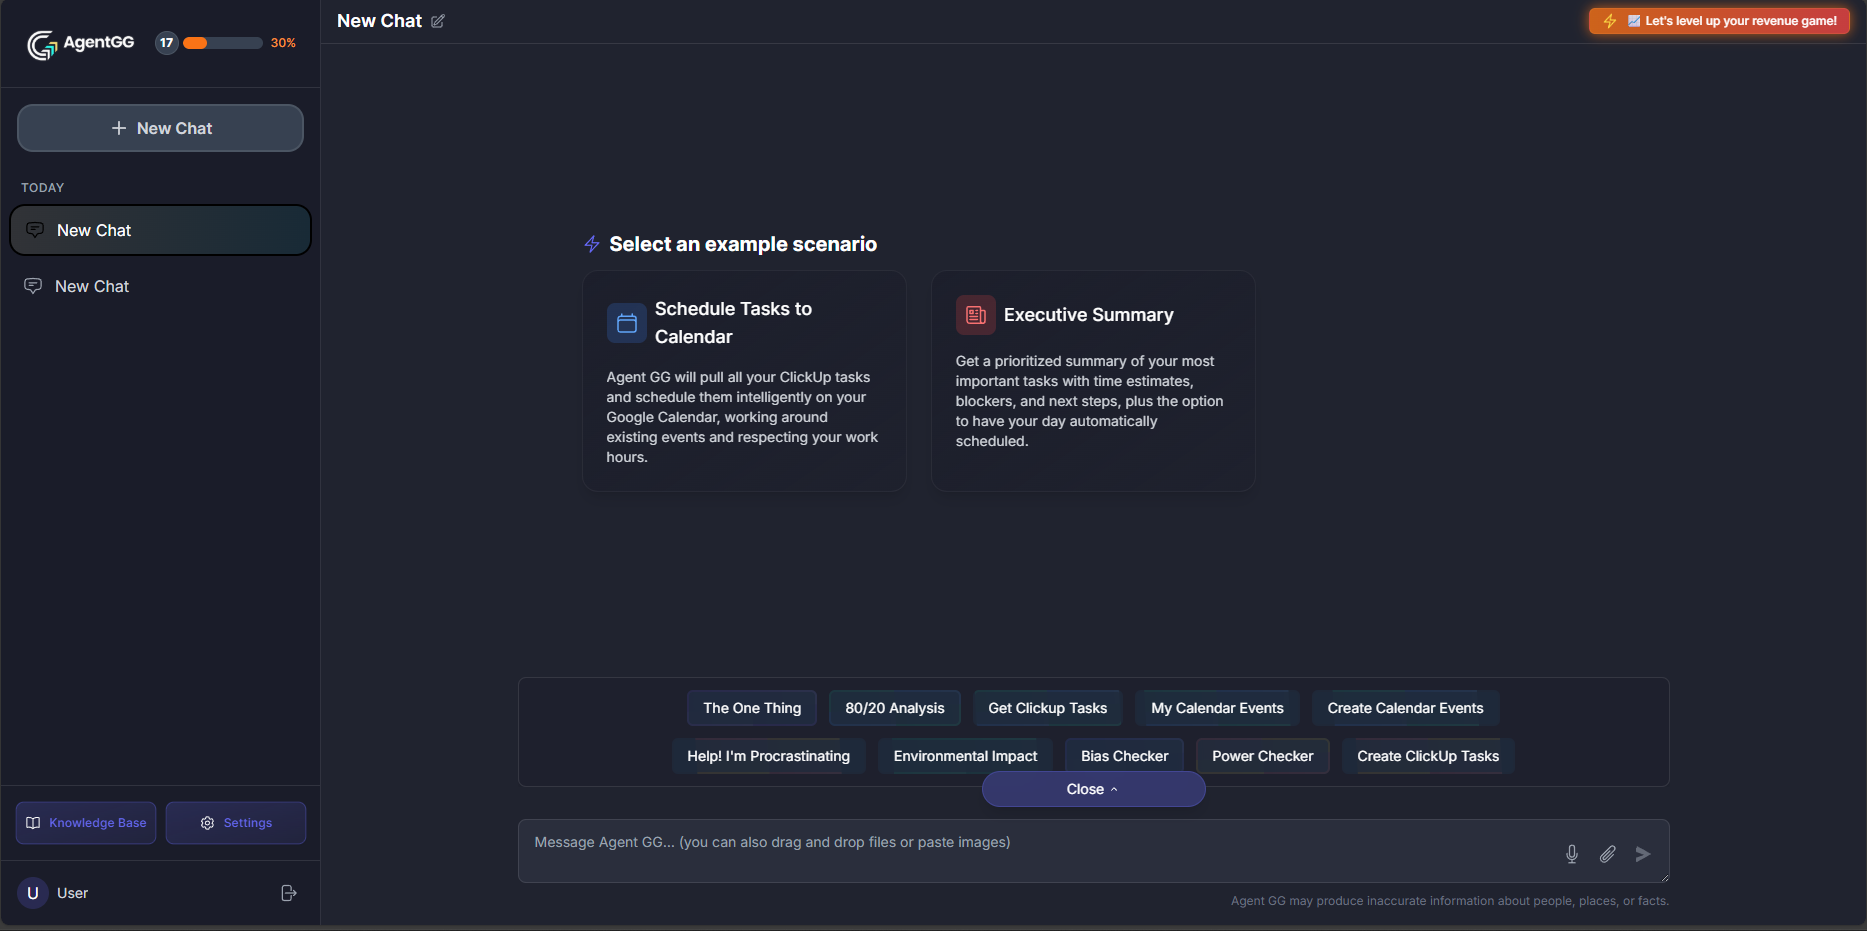 AgentGG
17
30%
New Chat
Let's level up your revenue game!
+ New Chat
TODAY
New Chat
New Chat
Select an example scenario
Schedule Tasks to
Calendar
Agent GG will pull all your ClickUp tasks
and schedule them intelligently on your
Google Calendar, working around
existing events and respecting your work
hours.
Executive Summary
Get a prioritized summary of your most
important tasks with time estimates,
blockers, and next steps, plus the option
to have your day automatically
scheduled.
The One Thing
80/20 Analysis
Get Clickup Tasks
My Calendar Events
Create Calendar Events
Help! I'm Procrastinating
Environmental Impact
Bias Checker
Power Checker
Create ClickUp Tasks
Close
Message Agent GG... (you can also drag and drop files or paste images)
Agent GG may produce inaccurate information about people, places, or facts.
Knowledge Base
Settings
U
User